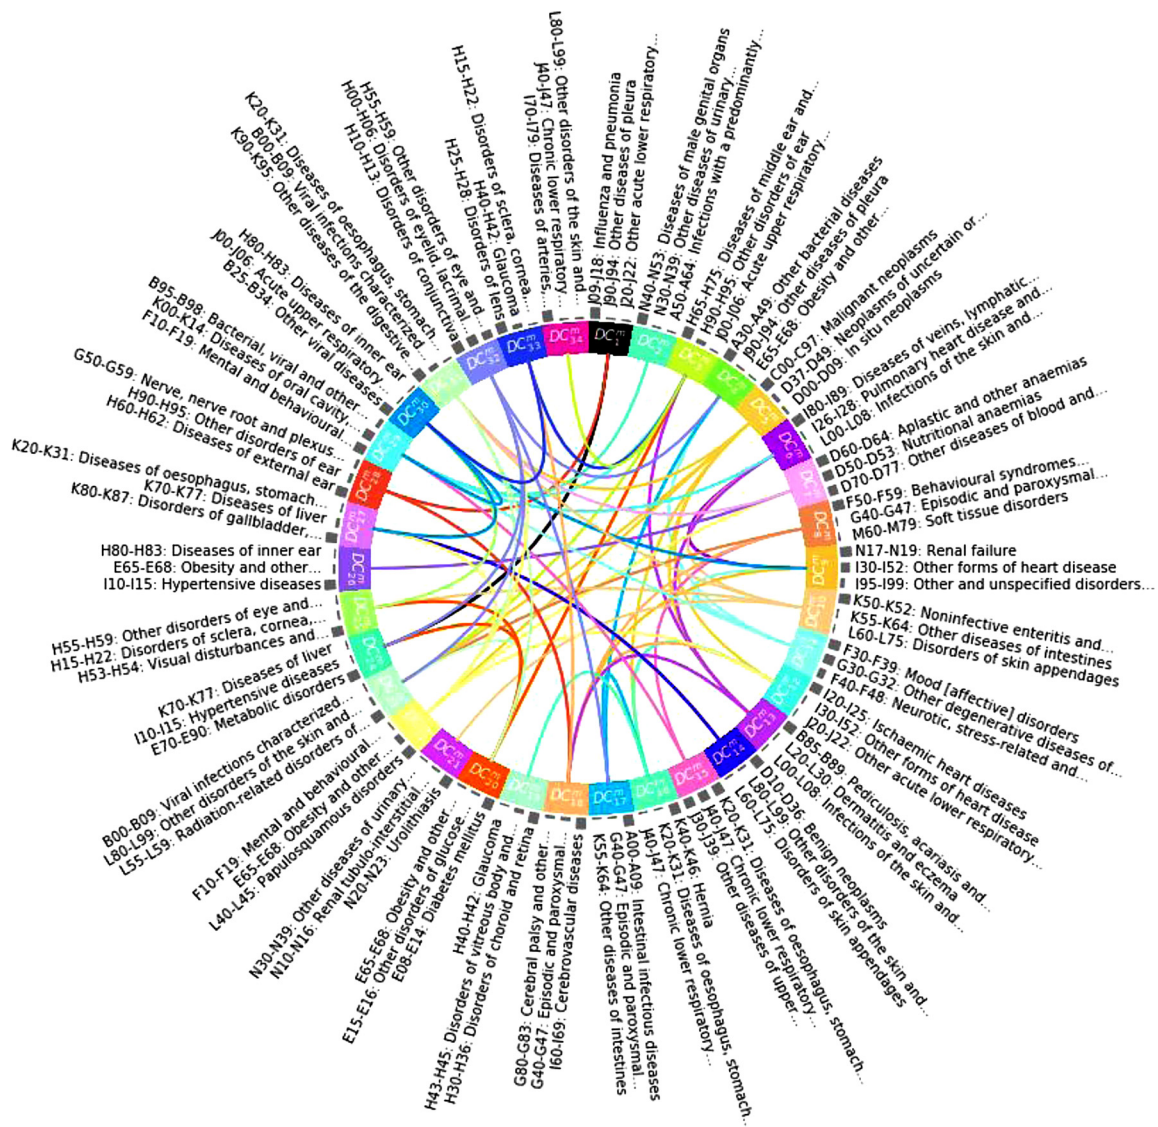 J09-J18: Influenza and pneumonia
J90-J94: Other diseases of pleura
J20-J22: Other acute lower respiratory...
N40-N53: Diseases of male genital organs
N30-N39: Other diseases of urinary...
A50-A64: Infections with a predominantly...
H65-H75: Diseases of middle ear and...
H90-H95: Other disorders of ear
J00-J06: Acute upper respiratory...
A30-A49: Other bacterial diseases
J90-J94: Other diseases of pleura
E65-E68: Obesity and other...
C00-C97: Malignant neoplasms
D37-D49: Neoplasms of uncertain or...
D00-D09: In situ neoplasms
I80-I89: Diseases of veins, lymphatic...
I26-I28: Pulmonary heart disease and...
L00-L08: Infections of the skin and...
D60-D64: Aplastic and other anaemias
D50-D53: Nutritional anaemias
D70-D77: Other diseases of blood and...
F50-F59: Behavioural syndromes...
G40-G47: Episodic and paroxysmal...
M60-M79: Soft tissue disorders
N17-N19: Renal failure
I30-I52: Other forms of heart disease
I95-I99: Other and unspecified disorders...
K50-K52: Noninfective enteritis and...
K55-K64: Other diseases of intestines
L60-L75: Disorders of skin appendages
F30-F39: Mood [affective] disorders
G30-G32: Other degenerative diseases of...
F40-F48: Neurotic, stress-related and...
I20-I25: Ischaemic heart diseases
I30-I52: Other forms of heart disease
J20-J22: Other acute lower respiratory...
B85-B89: Pediculosis, acariasis and...
L20-L30: Dermatitis and eczema
L00-L08: Infections of the skin and...
D10-D36: Benign neoplasms
L80-L99: Other disorders of the skin and...
L60-L75: Disorders of skin appendages
K20-K31: Diseases of oesophagus, stomach...
J40-J47: Chronic lower respiratory...
J30-J39: Other diseases of upper...
K40-K46: Hernia
K20-K31: Diseases of oesophagus, stomach...
J40-J47: Chronic lower respiratory...
A00-A09: Intestinal infectious diseases
G40-G47: Episodic and paroxysmal...
K55-K64: Other diseases of intestines
I60-I69: Cerebrovascular diseases
G40-G47: Episodic and paroxysmal...
G80-G83: Cerebral palsy and other...
H30-H36: Disorders of choroid and retina
H43-H45: Disorders of vitreous body and...
H40-H42: Glaucoma
E08-E14: Diabetes mellitus
E15-E16: Other disorders of glucose...
E65-E68: Obesity and other...
N20-N23: Urolithiasis
N10-N16: Renal tubulo-interstitial...
N30-N39: Other diseases of urinary...
L40-L45: Papulosquamous disorders
E65-E68: Obesity and other...
F10-F19: Mental and behavioural...
L55-L59: Radiation-related disorders of...
L80-L99: Other disorders of the skin and...
B00-B09: Viral infections characterized...
E70-E90: Metabolic disorders
I10-I15: Hypertensive diseases
K70-K77: Diseases of liver
H53-H54: Visual disturbances and...
H15-H22: Disorders of sclera, cornea,...
H55-H59: Other disorders of eye and...
I10-I15: Hypertensive diseases
E65-E68: Obesity and other...
H80-H83: Diseases of inner ear
K80-K87: Disorders of gallbladder,...
K70-K77: Diseases of liver
K20-K31: Diseases of oesophagus, stomach...
H60-H62: Diseases of external ear
H90-H95: Other disorders of ear
G50-G59: Nerve, nerve root and plexus...
F10-F19: Mental and behavioural...
K00-K14: Diseases of oral cavity,...
B95-B98: Bacterial, viral and other...
B25-B34: Other viral diseases
J00-J06: Acute upper respiratory...
H80-H83: Diseases of inner ear
K90-K95: Other diseases of the digestive...
B00-B09: Viral infections characterized...
K20-K31: Diseases of oesophagus, stomach...
H10-H13: Disorders of conjunctiva
H00-H06: Disorders of eyelid, lacrimal...
H55-H59: Other disorders of eye and...
H25-H28: Disorders of lens
H40-H42: Glaucoma
H15-H22: Disorders of sclera, cornea...
I70-I79: Diseases of arteries,...
J40-J47: Chronic lower respiratory...
L80-L99: Other disorders of the skin and...
DC₁ᵐ
DC₆ᵐ
DC₁₃ᵐ
DC₁₄ᵐ
DC₁₇ᵐ
DC₁₈ᵐ
DC₂₀ᵐ
DC₂₁ᵐ
DC₃₀ᵐ
DC₃₂ᵐ
DC₃₃ᵐ
DC₃₄ᵐ